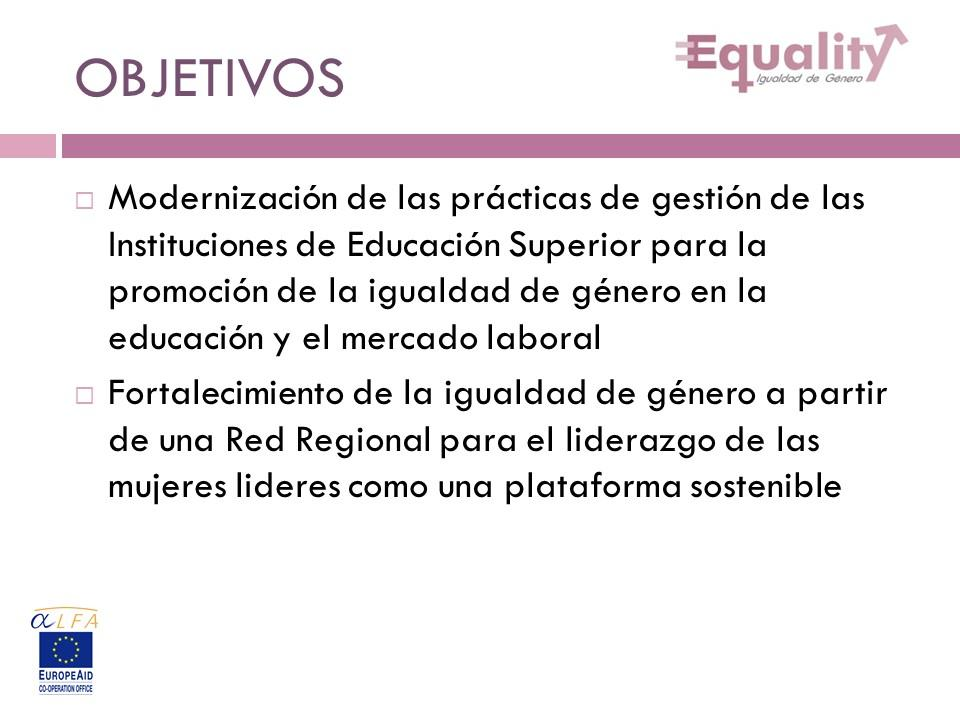 OBJETIVOS
Equality
Igualdad de Género
Modernización de las prácticas de gestión de las
Instituciones de Educación Superior para la
promoción de la igualdad de género en la
educación y el mercado laboral
Fortalecimiento de la igualdad de género a partir
de una Red Regional para el liderazgo de las
mujeres lideres como una plataforma sostenible
αLFA
EUROPEAID
CO-OPERATION OFFICE